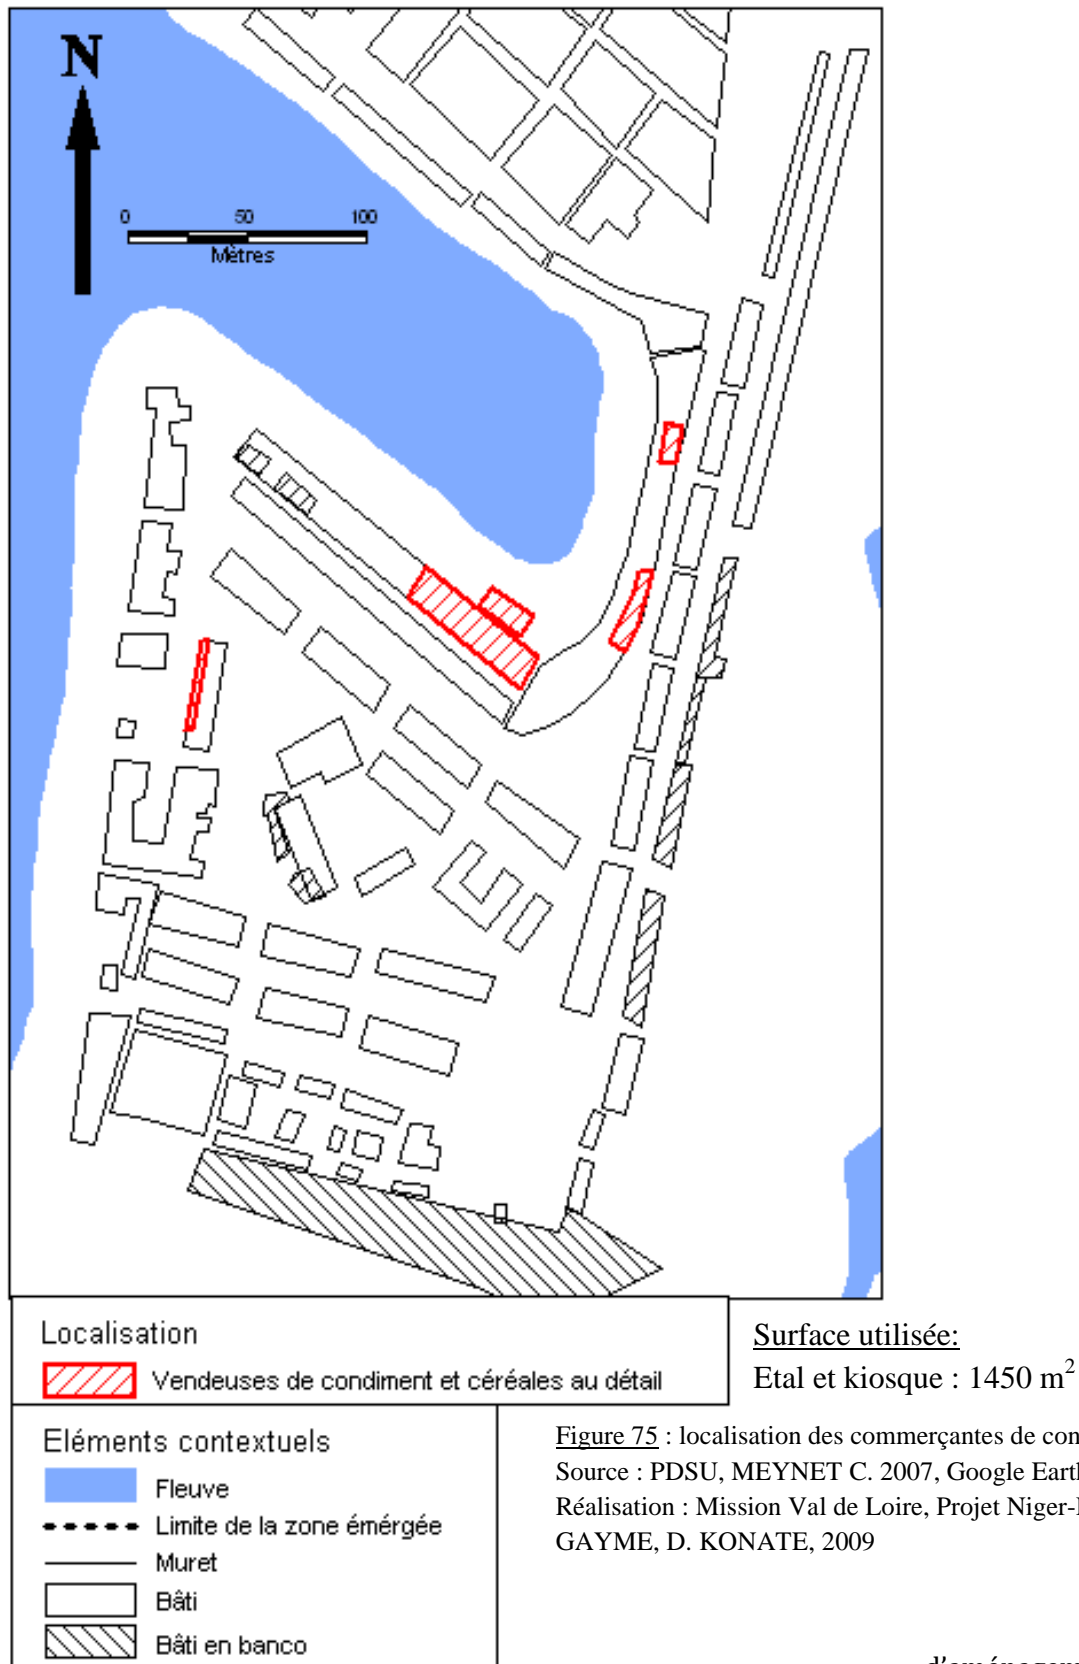 N
0 50 100
Mètres
Localisation
Vendeuses de condiment et céréales au détail
Surface utilisée:
Etal et kiosque : 1450 m²
Eléments contextuels
Fleuve
Limite de la zone émérgée
Muret
Bâti
Bâti en banco
Figure 75 : localisation des commerçantes de con
Source : PDSU, MEYNET C. 2007, Google Earth
Réalisation : Mission Val de Loire, Projet Niger-
GAYME, D. KONATE, 2009